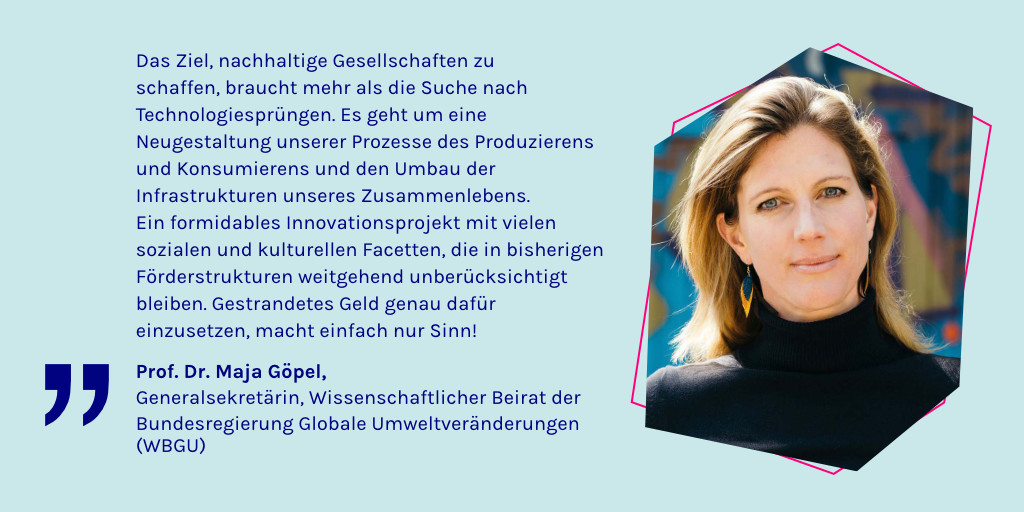 Das Ziel, nachhaltige Gesellschaften zu
schaffen, braucht mehr als die Suche nach
Technologiesprüngen. Es geht um eine
Neugestaltung unserer Prozesse des Produzierens
und Konsumierens und den Umbau der
Infrastrukturen unseres Zusammenlebens.
Ein formidables Innovationsprojekt mit vielen
sozialen und kulturellen Facetten, die in bisherigen
Förderstrukturen weitgehend unberücksichtigt
bleiben. Gestrandetes Geld genau dafür
einzusetzen, macht einfach nur Sinn!
Prof. Dr. Maja Göpel,
Generalsekretärin, Wissenschaftlicher Beirat der
Bundesregierung Globale Umweltveränderungen
(WBGU)